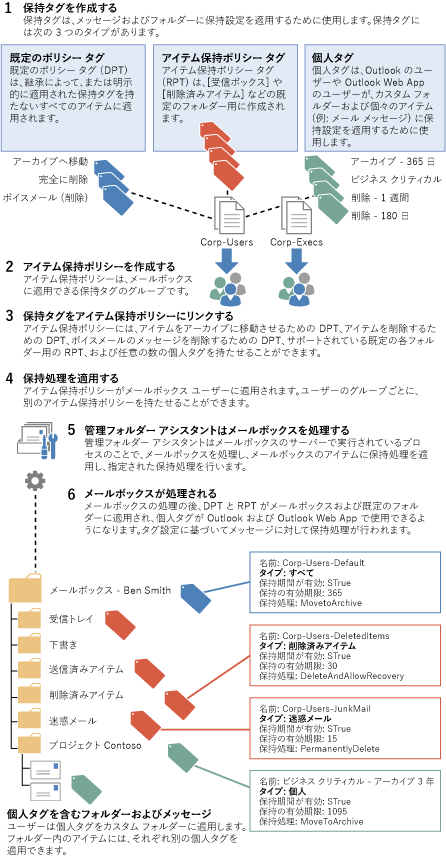 1 保持タグを作成する
保持タグは、メッセージおよびフォルダーに保持設定を適用するために使用します。保持タグに
は次の 3 つのタイプがあります。
既定のポリシー タグ
既定のポリシー タグ (DPT)
は、継承によって、または明示
的に適用された保持タグを持
たないすべてのアイテムに適
用されます。
アイテム保持ポリシー タグ
アイテム保持ポリシー タグ
(RPT) は、[受信ボックス] や
[削除済みアイテム] などの既
定のフォルダー用に作成されま
す。
個人タグ
個人タグは、Outlook のユー
ザーや Outlook Web App
のユーザーが、カスタム フォル
ダーおよび個々のアイテム
(例: メール メッセージ) に保
持設定を適用するために使
用します。
アーカイブへ移動
完全に削除
ボイスメール (削除)
アーカイブ - 365 日
ビジネス クリティカル
削除 - 1 週間
削除 - 180 日
Corp-Users
Corp-Execs
2 アイテム保持ポリシーを作成する
アイテム保持ポリシーは、メールボックス
に適用できる保持タグのグループです。
3 保持タグをアイテム保持ポリシーにリンクする
アイテム保持ポリシーには、アイテムをアーカイブに移動させるための DPT、アイテムを削除するため
の DPT、ボイスメールのメッセージを削除するための DPT、サポートされている既定の各フォル
ダー用の RPT、および任意の数の個人タグを持たせることができます。
4 保持処理を適用する
アイテム保持ポリシーがメールボックス ユーザーに適用されます。ユーザーのグループごとに、
別のアイテム保持ポリシーを持たせることができます。
5 管理フォルダー アシスタントはメールボックスを処理する
管理フォルダー アシスタントはメールボックスのサーバーで実行されているプロ
セスのことで、メールボックスを処理し、メールボックスのアイテムに保持処理を適
用し、指定された保持処理を行います。
6 メールボックスが処理される
メールボックスの処理の後、DPT と RPT がメールボックスおよび既定のフォル
ダーに適用され、個人タグが Outlook および Outlook Web App で使用できるよ
うになります。タグ設定に基づいてメッセージに対して保持処理が行われます。
メールボックス - Ben Smith
受信トレイ
下書き
送信済みアイテム
削除済みアイテム
迷惑メール
プロジェクト Contoso
名前: Corp-Users-Default
タイプ: すべて
保持期間が有効: STrue
保持の有効期限: 365
保持処理: MovetoArchive
名前: Corp-Users-DeletedItems
タイプ: 削除済みアイテム
保持期間が有効: STrue
保持の有効期限: 30
保持処理: DeleteAndAllowRecovery
名前: Corp-Users-JunkMail
タイプ: 迷惑メール
保持期間が有効: STrue
保持の有効期限: 15
保持処理: PermanentlyDelete
名前: ビジネス クリティカル - アーカイブ 3 年
タイプ: 個人
保持期間が有効: STrue
保持の有効期限: 1095
保持処理: MoveToArchive
個人タグを含むフォルダーおよびメッセージ
ユーザーは個人タグをカスタム フォルダーに適用します。
フォルダー内のアイテムには、それぞれ別の個人タグを
適用できます。